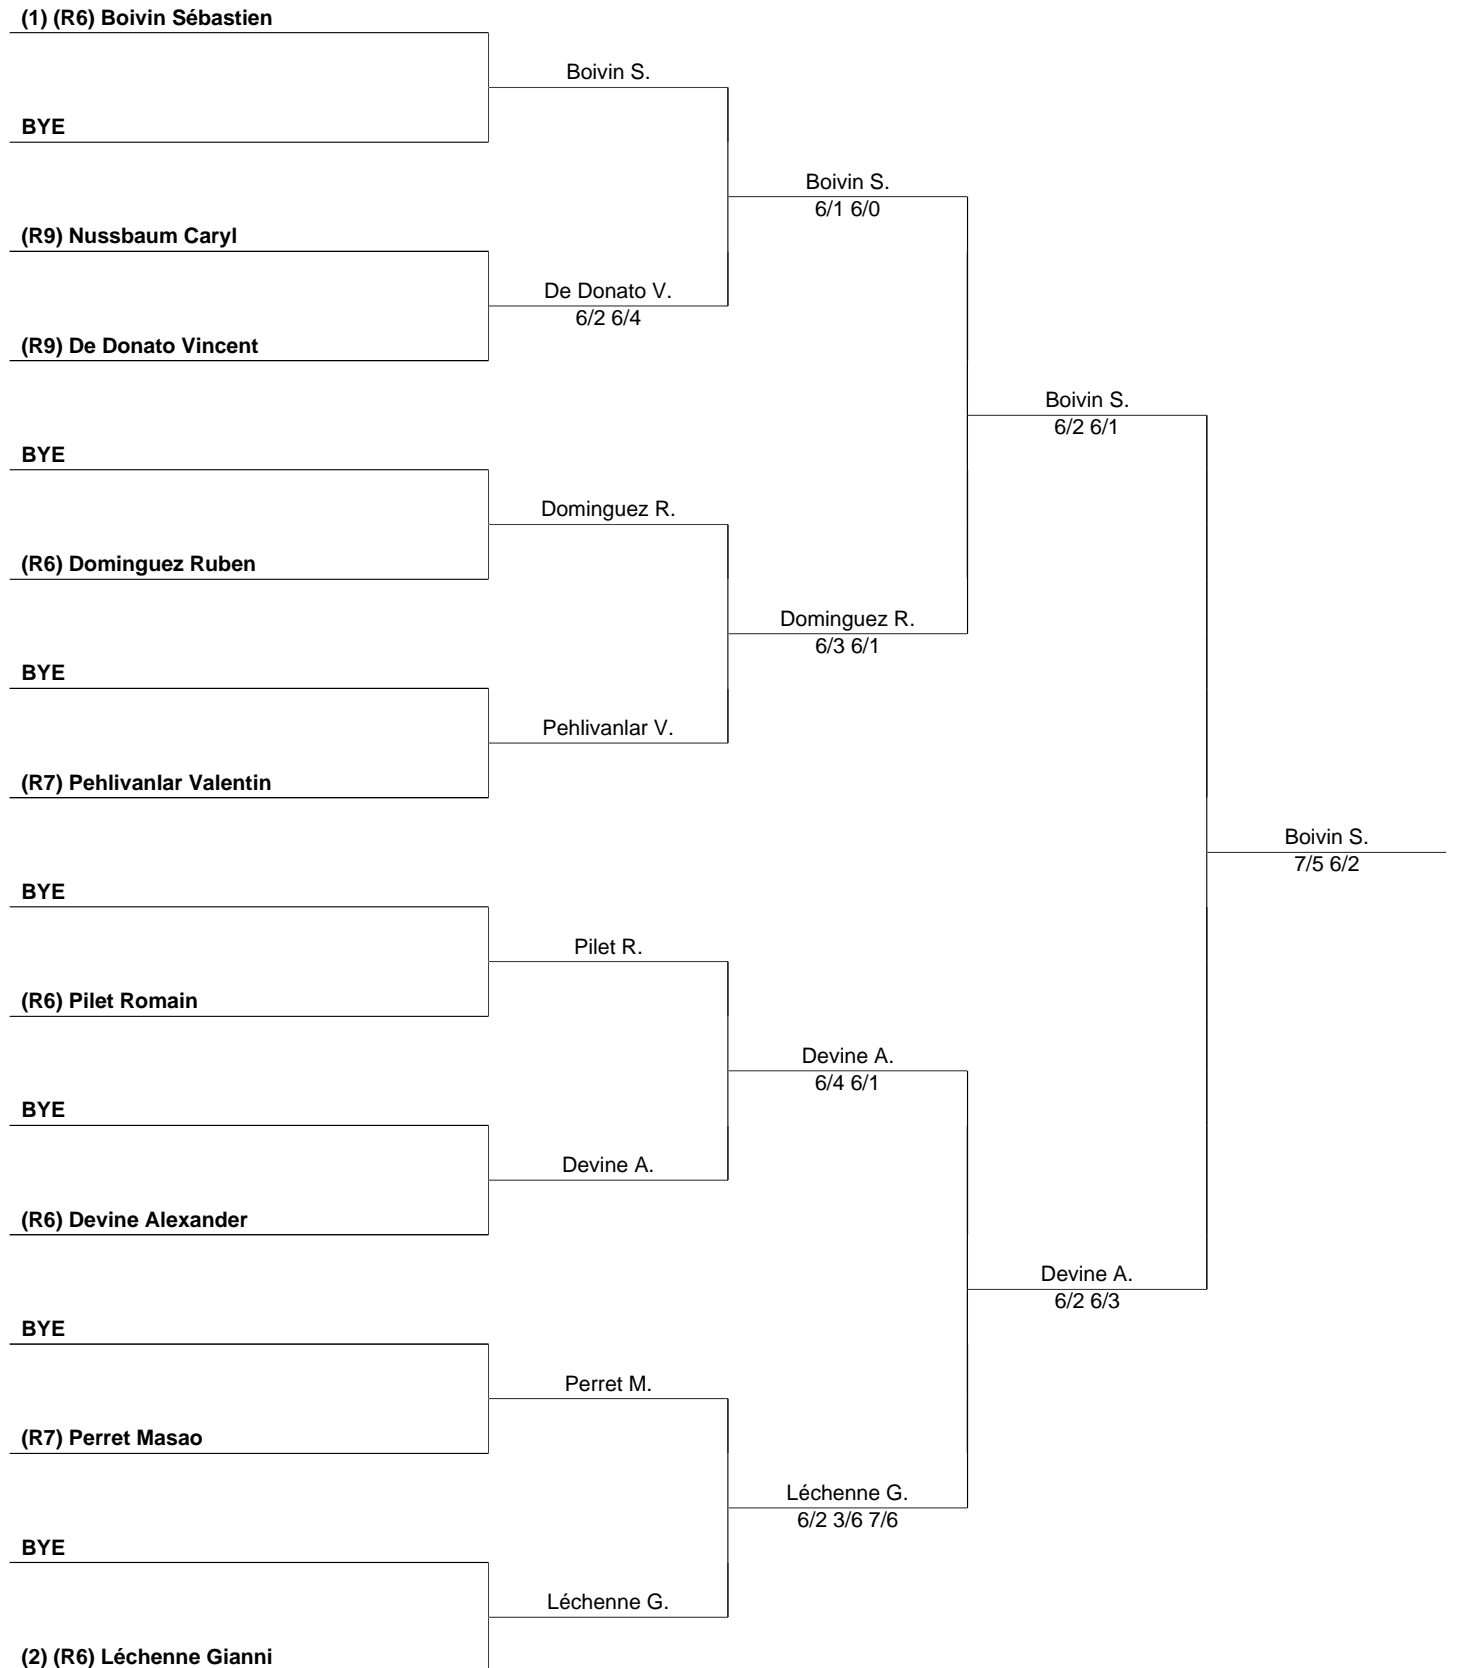 (1) (R6) Boivin Sébastien
Boivin S.
BYE
Boivin S.
6/1 6/0
(R9) Nussbaum Caryl
De Donato V.
6/2 6/4
(R9) De Donato Vincent
Boivin S.
6/2 6/1
BYE
Dominguez R.
(R6) Dominguez Ruben
Dominguez R.
6/3 6/1
BYE
Pehlivanlar V.
(R7) Pehlivanlar Valentin
Boivin S.
7/5 6/2
BYE
Pilet R.
(R6) Pilet Romain
Devine A.
6/4 6/1
BYE
Devine A.
(R6) Devine Alexander
Devine A.
6/2 6/3
BYE
Perret M.
(R7) Perret Masao
Léchenne G.
6/2 3/6 7/6
BYE
Léchenne G.
(2) (R6) Léchenne Gianni